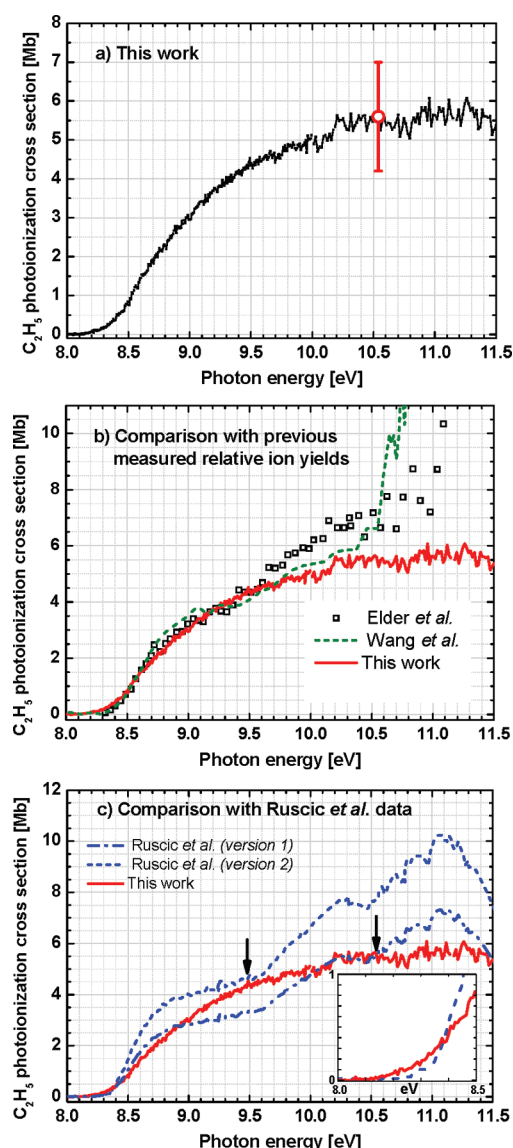 a) This work
C₂H₅ photoionization cross section [Mb]
8
7
6
5
4
3
2
1
0
8.0 8.5 9.0 9.5 10.0 10.5 11.0 11.5
Photon energy [eV]
b) Comparison with previous
measured relative ion yields
C₂H₅ photoionization cross section [Mb]
10
8
6
4
2
0
Elder et al.
Wang et al.
This work
8.0 8.5 9.0 9.5 10.0 10.5 11.0 11.5
Photon energy [eV]
c) Comparison with Ruscic et al. data
C₂H₅ photoionization cross section [Mb]
12
10
8
6
4
2
0
Ruscic et al. (version 1)
Ruscic et al. (version 2)
This work
1
0
8.0 eV 8.5
8.0 8.5 9.0 9.5 10.0 10.5 11.0 11.5
Photon energy [eV]